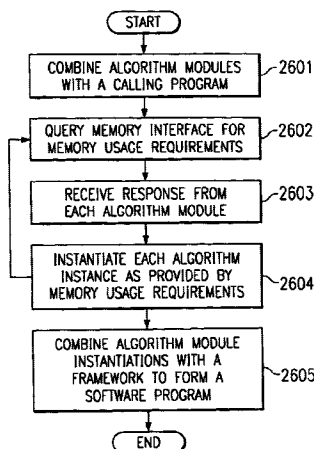 START
COMBINE ALGORITHM MODULES
WITH A CALLING PROGRAM
2601
QUERY MEMORY INTERFACE FOR
MEMORY USAGE REQUIREMENTS
2602
RECEIVE RESPONSE FROM
EACH ALGORITHM MODULE
2603
INSTANTIATE EACH ALGORITHM
INSTANCE AS PROVIDED BY
MEMORY USAGE REQUIREMENTS
2604
COMBINE ALGORITHM MODULE
INSTANTIATIONS WITH A
FRAMEWORK TO FORM A
SOFTWARE PROGRAM
2605
END